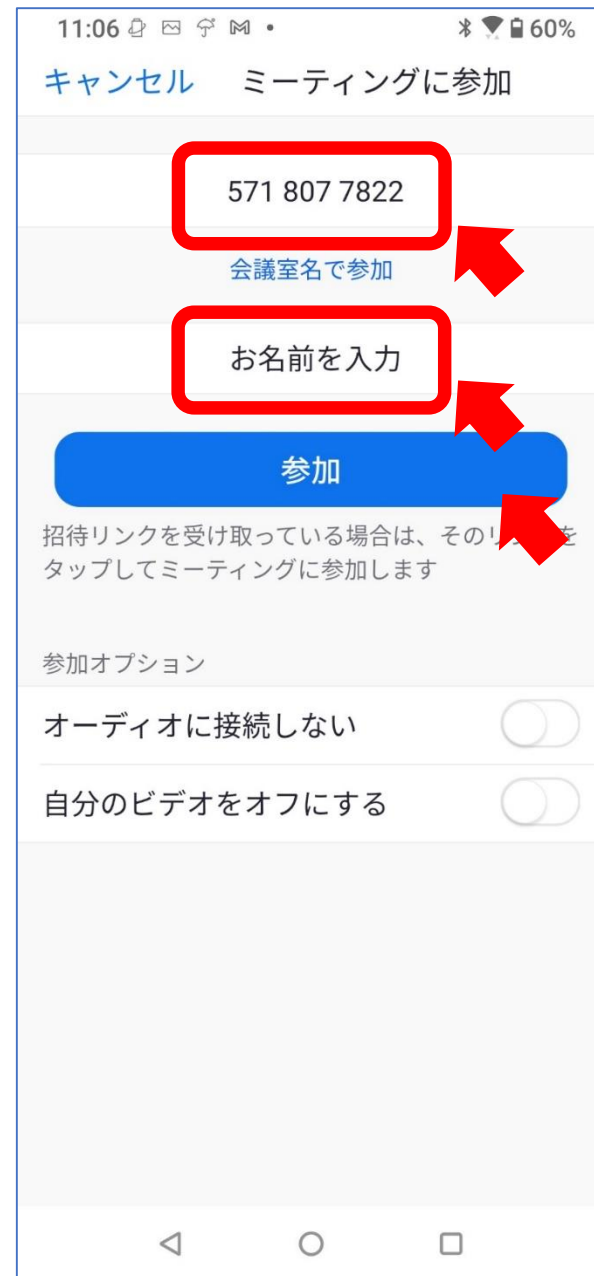 11:06 60%
キャンセル ミーティングに参加
571 807 7822
会議室名で参加
お名前を入力
参加
招待リンクを受け取っている場合は、そのリ を
タップしてミーティングに参加します
参加オプション
オーディオに接続しない
自分のビデオをオフにする